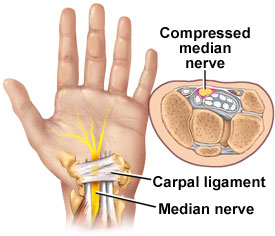 Compressed
median
nerve
Carpal ligament
Median nerve